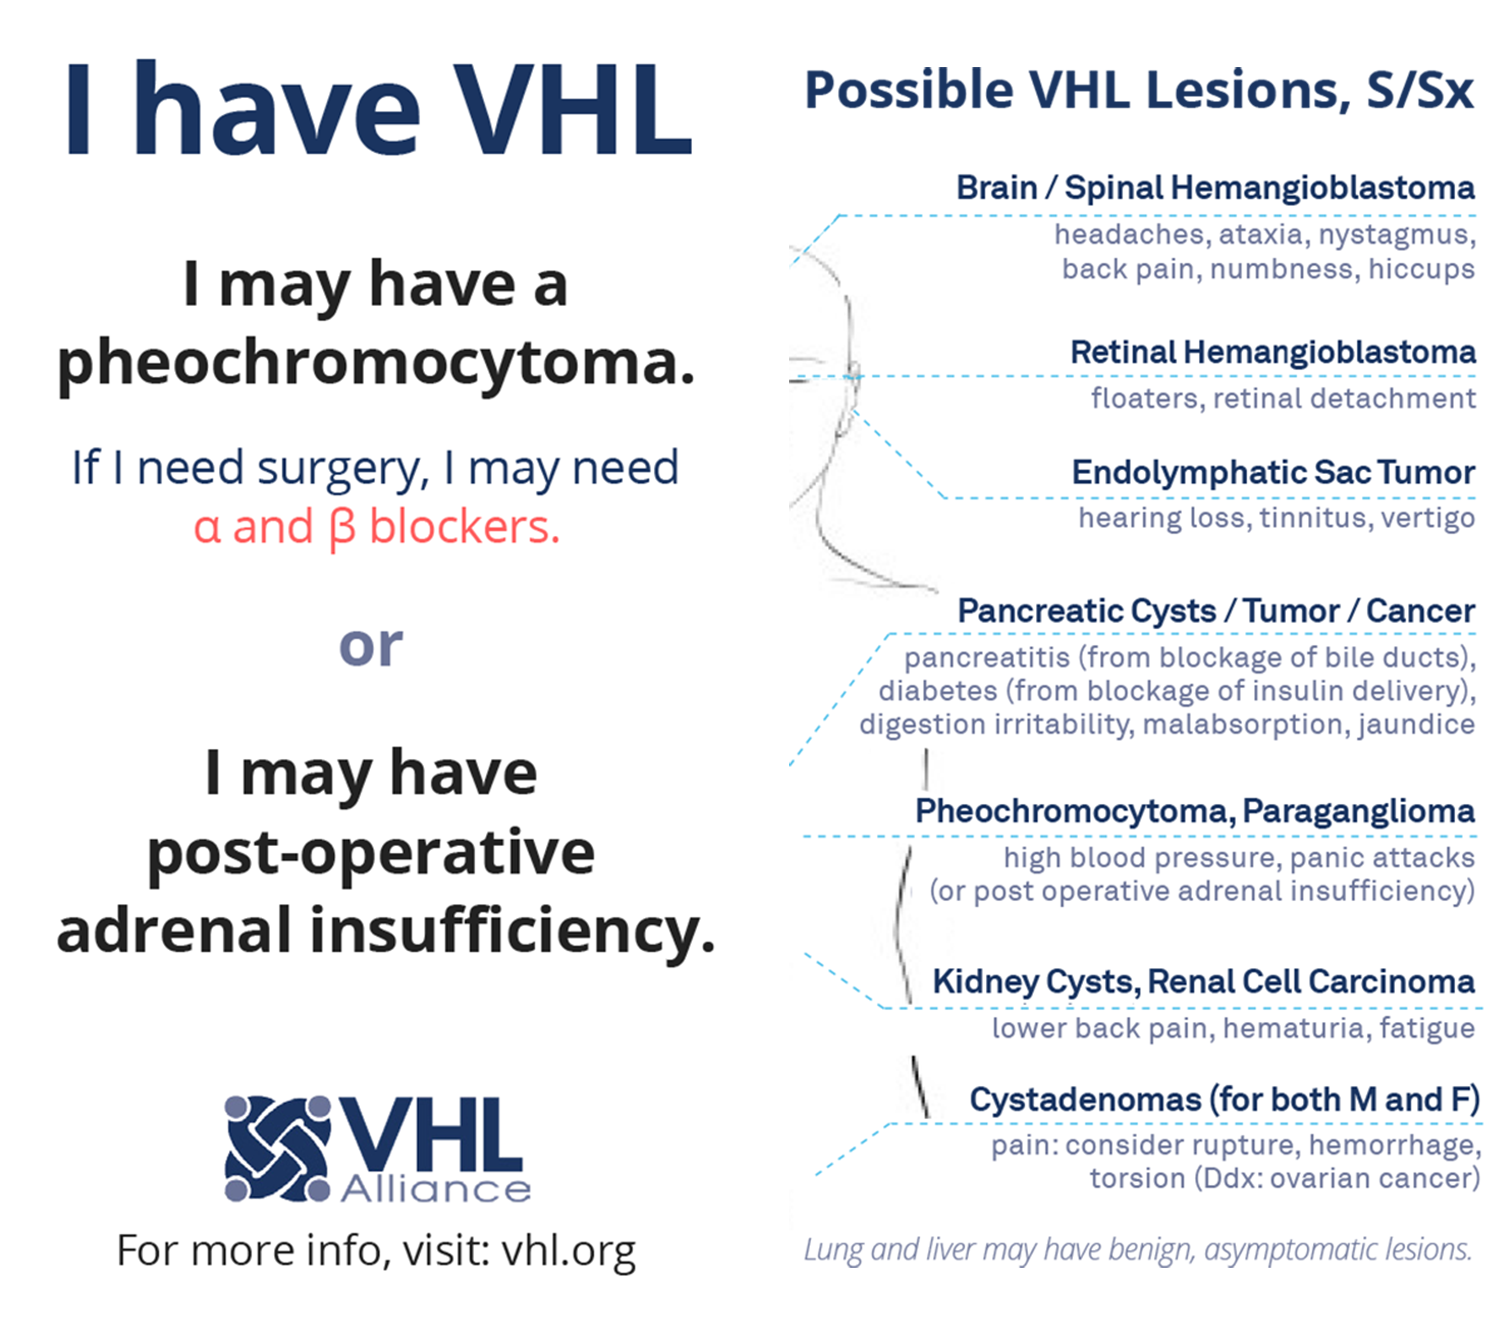 I have VHL
I may have a
pheochromocytoma.
If I need surgery, I may need
α and β blockers.
or
I may have
post-operative
adrenal insufficiency.
VHL
Alliance
For more info, visit: vhl.org
Possible VHL Lesions, S/Sx
Brain / Spinal Hemangioblastoma
headaches, ataxia, nystagmus,
back pain, numbness, hiccups
Retinal Hemangioblastoma
floaters, retinal detachment
Endolymphatic Sac Tumor
hearing loss, tinnitus, vertigo
Pancreatic Cysts / Tumor / Cancer
pancreatitis (from blockage of bile ducts),
diabetes (from blockage of insulin delivery),
digestion irritability, malabsorption, jaundice
Pheochromocytoma, Paraganglioma
high blood pressure, panic attacks
(or post operative adrenal insufficiency)
Kidney Cysts, Renal Cell Carcinoma
lower back pain, hematuria, fatigue
Cystadenomas (for both M and F)
pain: consider rupture, hemorrhage,
torsion (Ddx: ovarian cancer)
Lung and liver may have benign, asymptomatic lesions.